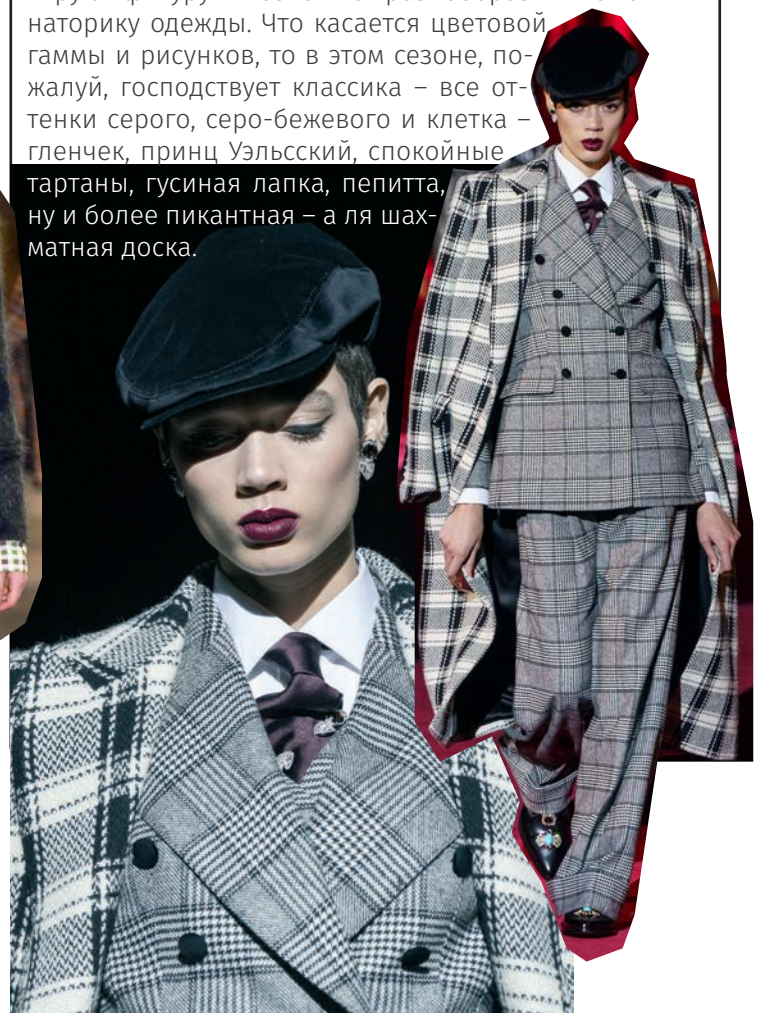 наторику одежды. Что касается цветовой
гаммы и рисунков, то в этом сезоне, по-
жалуй, господствует классика – все от-
тенки серого, серо-бежевого и клетка –
гленчек, принц Уэльсский, спокойные
тартаны, гусиная лапка, пепитта,
ну и более пикантная – а ля шах-
матная доска.